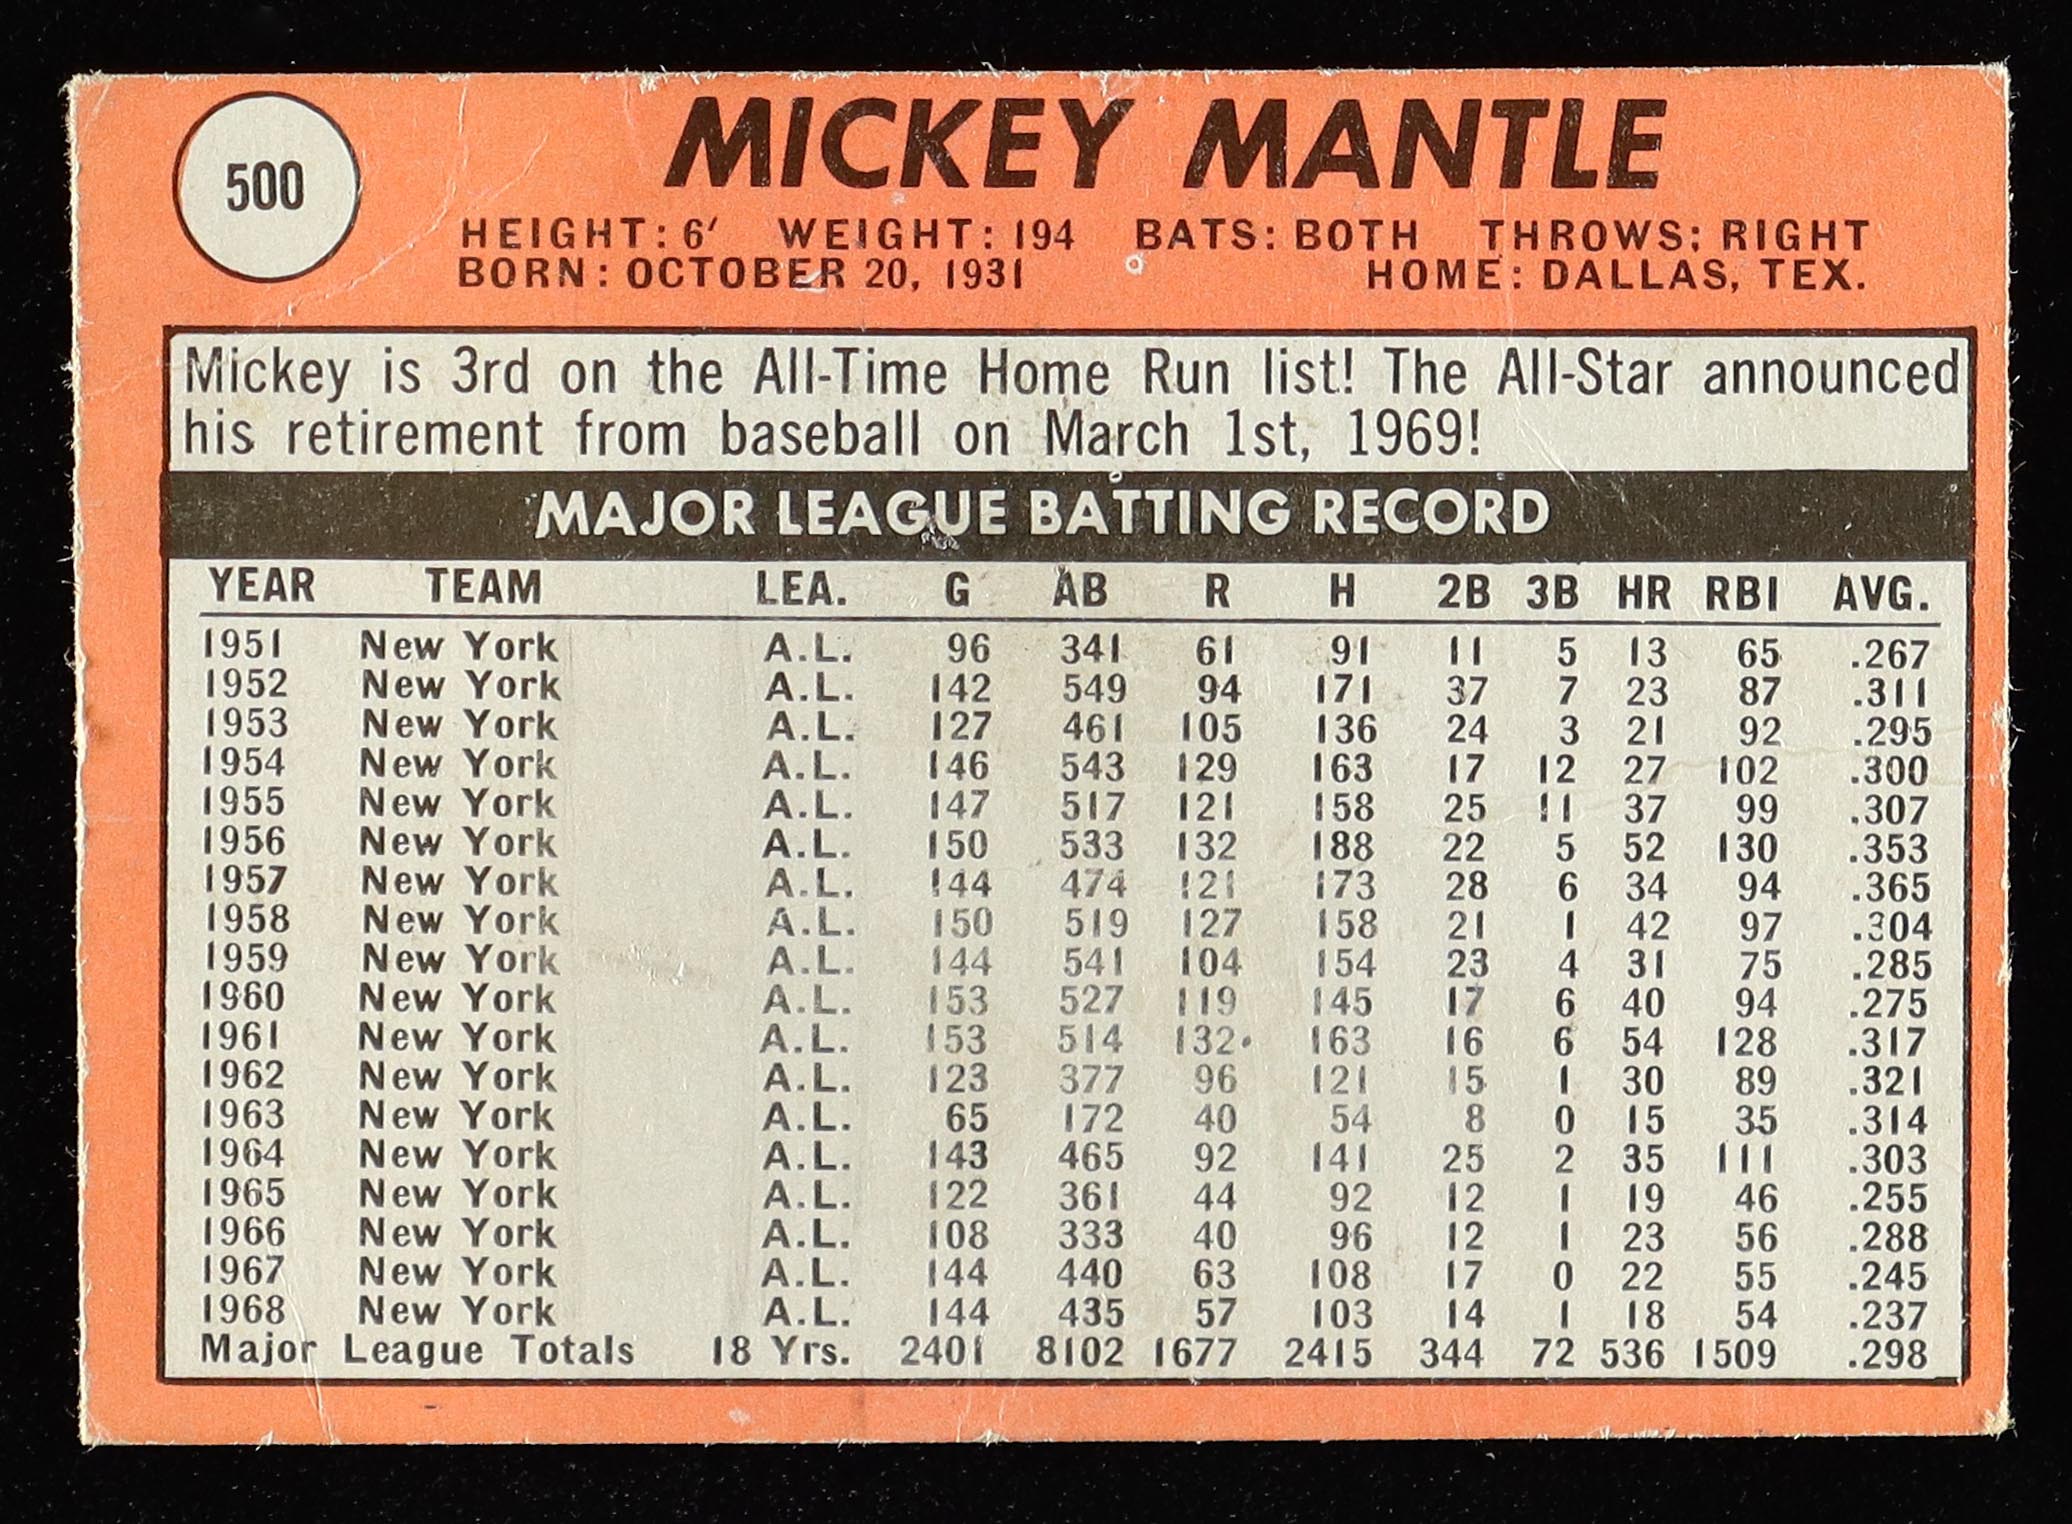 500
MICKEY MANTLE
HEIGHT: 6' WEIGHT: 194 BATS: BOTH THROWS; RIGHT
BORN: OCTOBER 20, 1931 HOME: DALLAS, TEX.
Mickey is 3rd on the All-Time Home Run list! The All-Star announced
his retirement from baseball on March 1st, 1969!
MAJOR LEAGUE BATTING RECORD
YEAR TEAM LEA. G AB R H 2B 3B HR RBI AVG.
1951 New York A.L. 96 341 61 91 11 5 13 65 .267
1952 New York A.L. 142 549 94 171 37 7 23 87 .311
1953 New York A.L. 127 461 105 136 24 3 21 92 .295
1954 New York A.L. 146 543 129 163 17 12 27 102 .300
1955 New York A.L. 147 517 121 158 25 11 37 99 .307
1956 New York A.L. 150 533 132 188 22 5 52 130 .353
1957 New York A.L. 144 474 121 173 28 6 34 94 .365
1958 New York A.L. 150 519 127 158 21 1 42 97 .304
1959 New York A.L. 144 541 104 154 23 4 31 75 .285
1960 New York A.L. 153 527 119 145 17 6 40 94 .275
1961 New York A.L. 153 514 132 163 16 6 54 128 .317
1962 New York A.L. 123 377 96 121 15 1 30 89 .321
1963 New York A.L. 65 172 40 54 8 0 15 35 .314
1964 New York A.L. 143 465 92 141 25 2 35 111 .303
1965 New York A.L. 122 361 44 92 12 1 19 46 .255
1966 New York A.L. 108 333 40 96 12 1 23 56 .288
1967 New York A.L. 144 440 63 108 17 0 22 55 .245
1968 New York A.L. 144 435 57 103 14 1 18 54 .237
Major League Totals 18 Yrs. 2401 8102 1677 2415 344 72 536 1509 .298